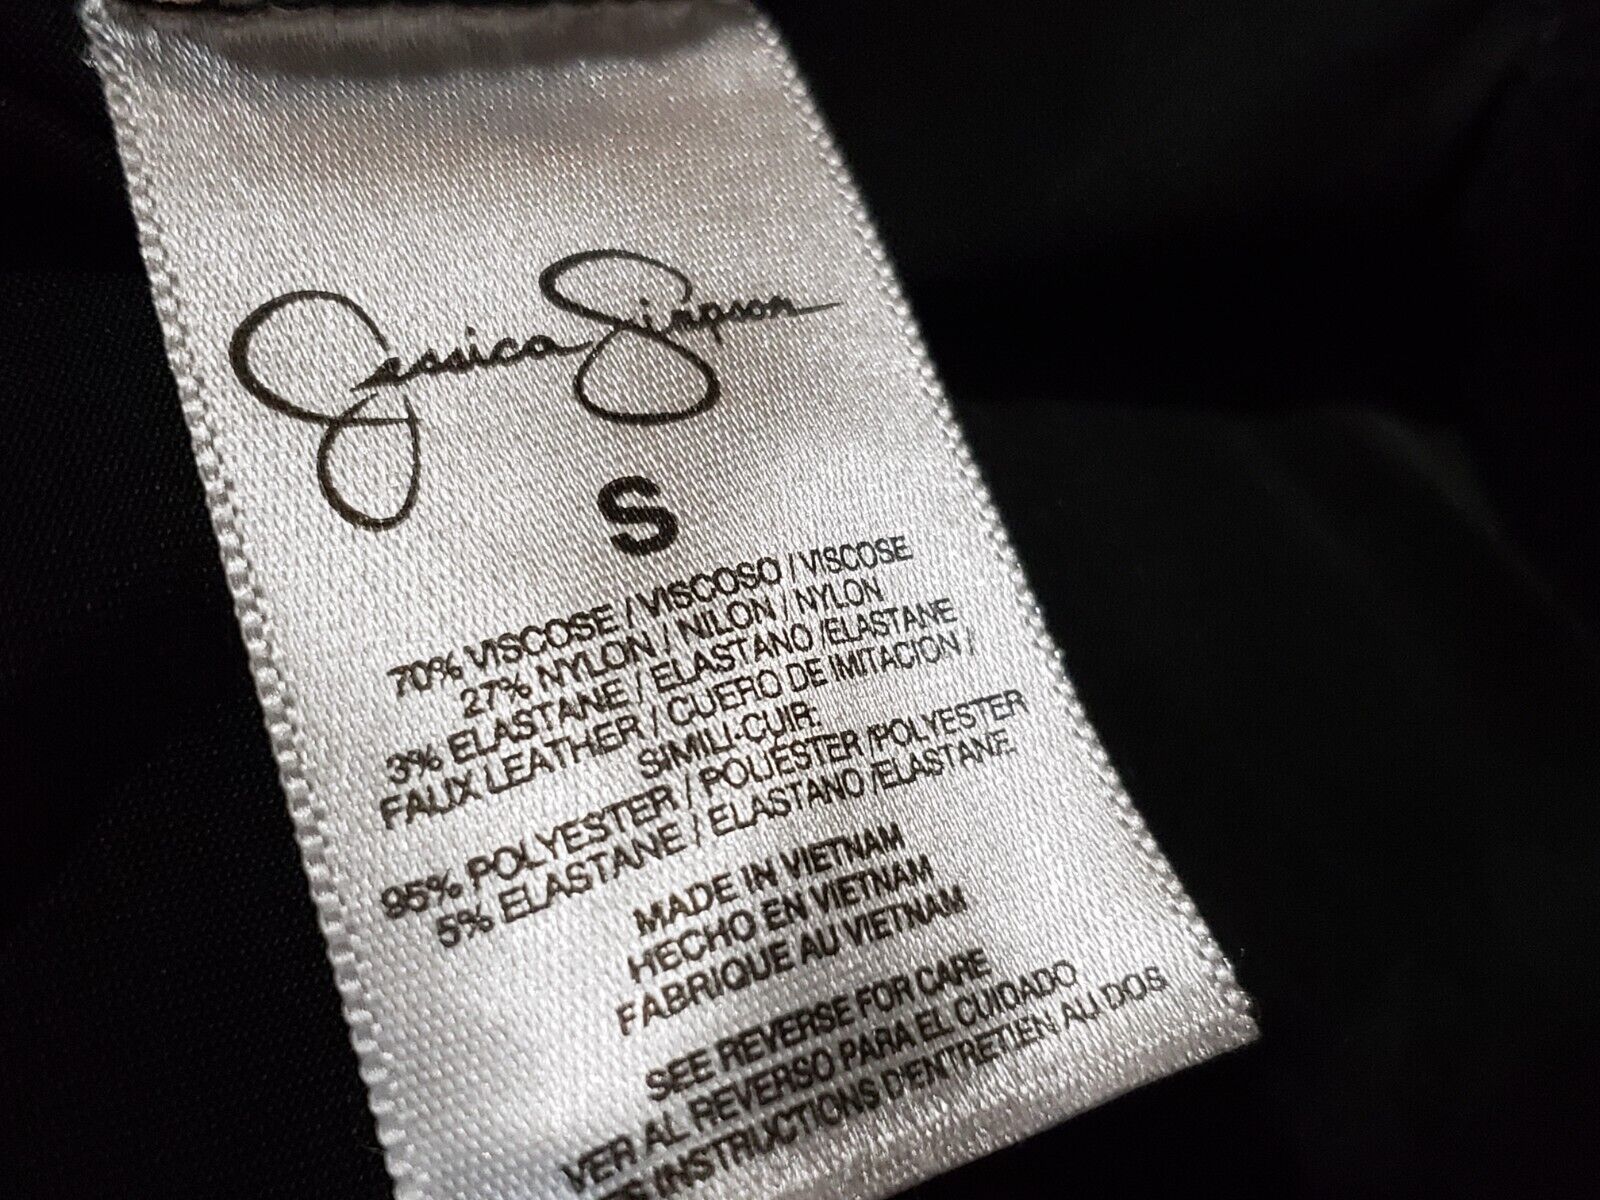 Jessica Simpson
S
70% VISCOSE / VISCOSO / VISCOSE
27% NYLON / NILON / NYLON
3% ELASTANE / ELASTANO /ELASTANE
FAUX LEATHER / CUERO DE IMITACION /
SIMILI-CUIR:
95% POLYESTER / POLIESTER /POLYESTER
5% ELASTANE / ELASTANO /ELASTANE
MADE IN VIETNAM
HECHO EN VIETNAM
FABRIQUE AU VIETNAM
SEE REVERSE FOR CARE
VER AL REVERSO PARA EL CUIDADO
INSTRUCTIONS D'ENTRETIEN AU DOS